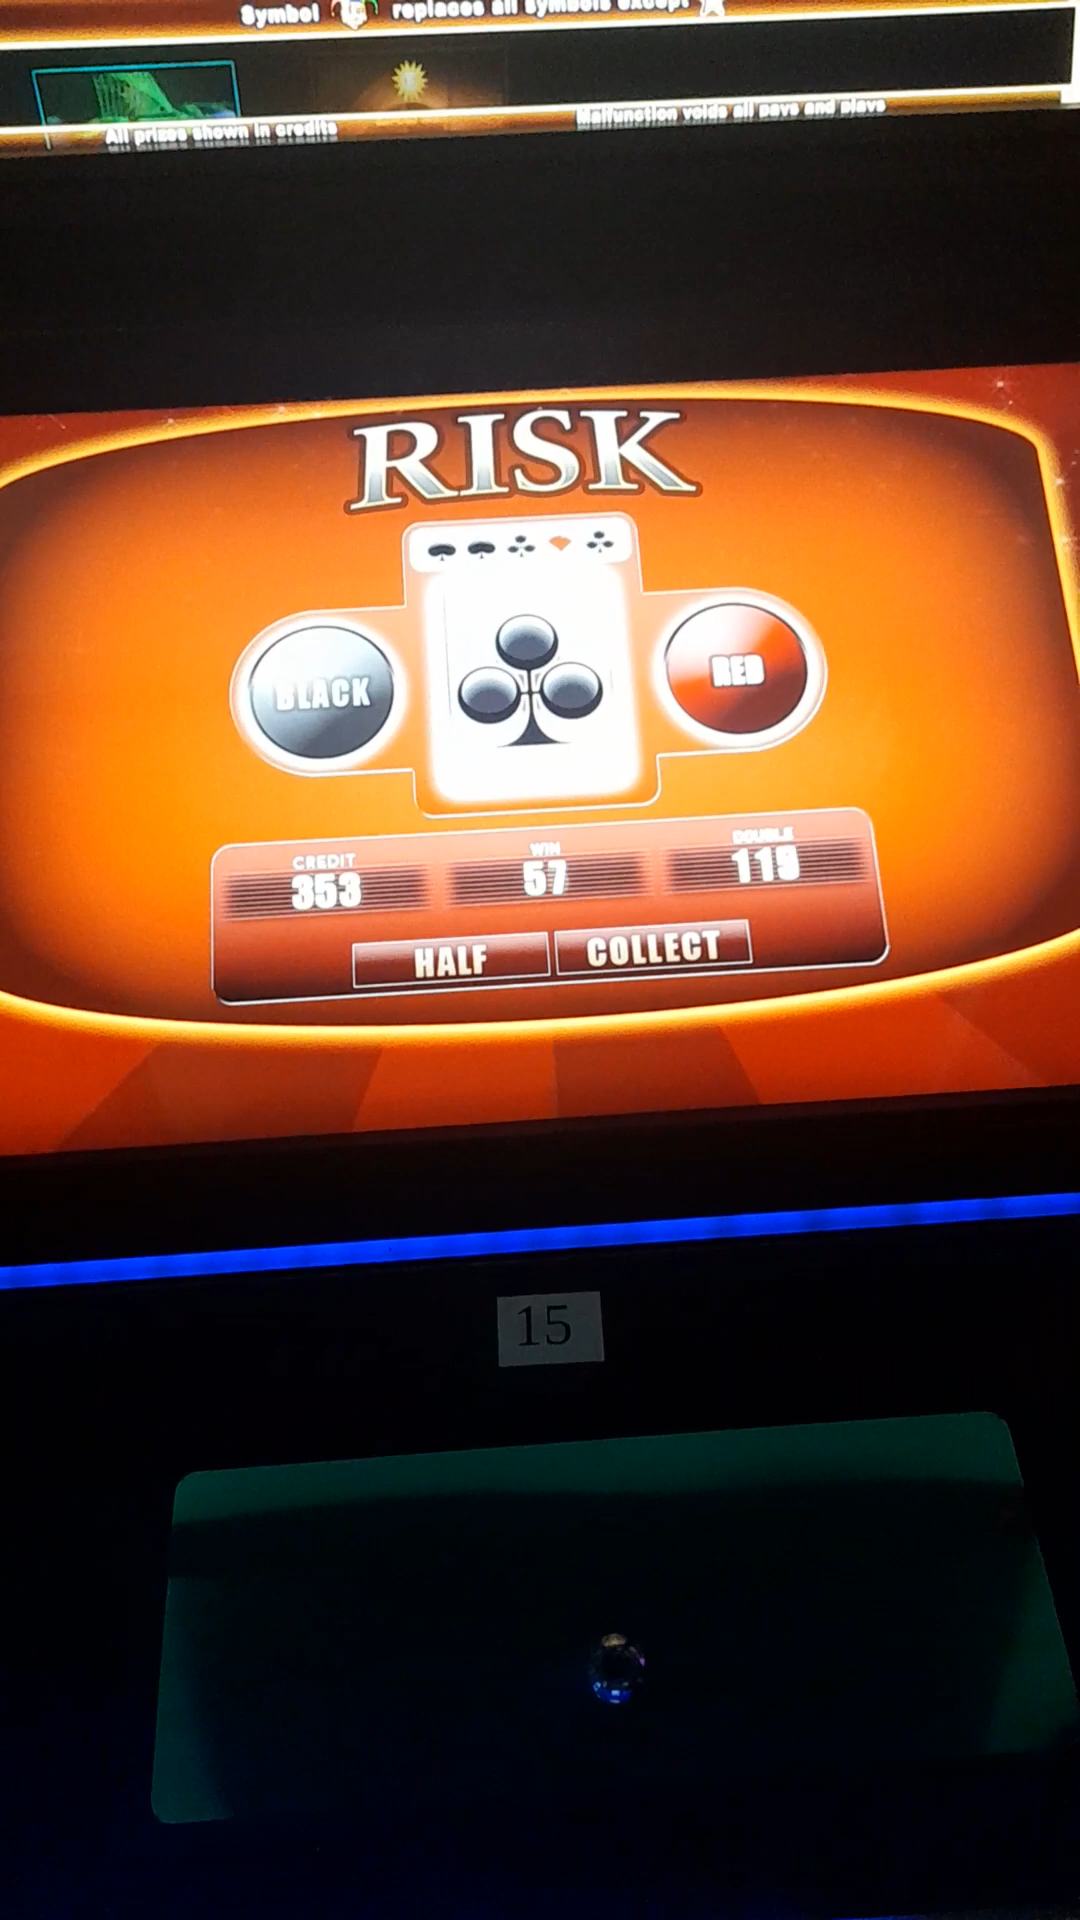 Symbol replaces all symbols except
All prizes shown in credits
Malfunction voids all pays and plays
RISK
BLACK
RED
CREDIT
353
WIN
57
DOUBLE
HALF
COLLECT
15